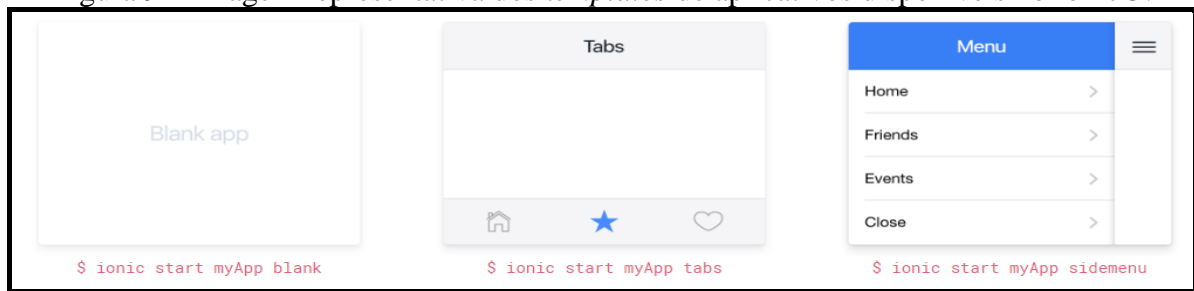 Blank app
$ ionic start myApp blank
Tabs
$ ionic start myApp tabs
Menu
Home
Friends
Events
Close
$ ionic start myApp sidemenu